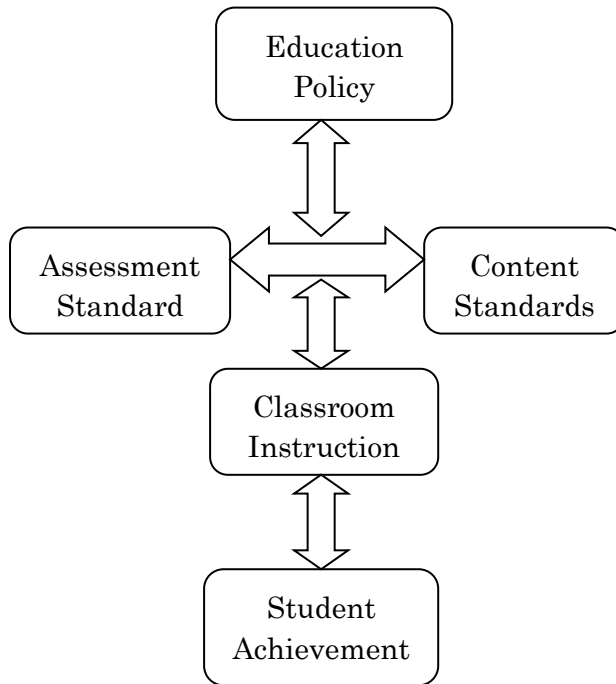 Education
Policy
Assessment
Standard
Content
Standards
Classroom
Instruction
Student
Achievement